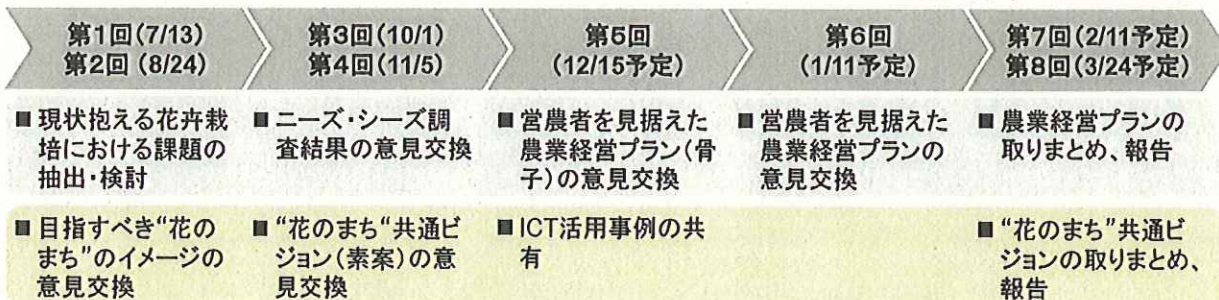 第1回(7/13)
第2回(8/24)
第3回(10/1)
第4回(11/5)
第5回
(12/15予定)
第6回
(1/11予定)
第7回(2/11予定)
第8回(3/24予定)
■現状抱える花卉栽
培における課題の
抽出・検討
■ニーズ・シーズ調
査結果の意見交換
■営農者を見据えた
農業経営プラン(骨
子)の意見交換
■営農者を見据えた
農業経営プランの
意見交換
■農業経営プランの
取りまとめ、報告
■目指すべき“花の
まち”のイメージの
意見交換
■“花のまち“共通ビ
ジョン(素案)の意
見交換
■ICT活用事例の共
有
■“花のまち”共通ビ
ジョンの取りまとめ、
報告